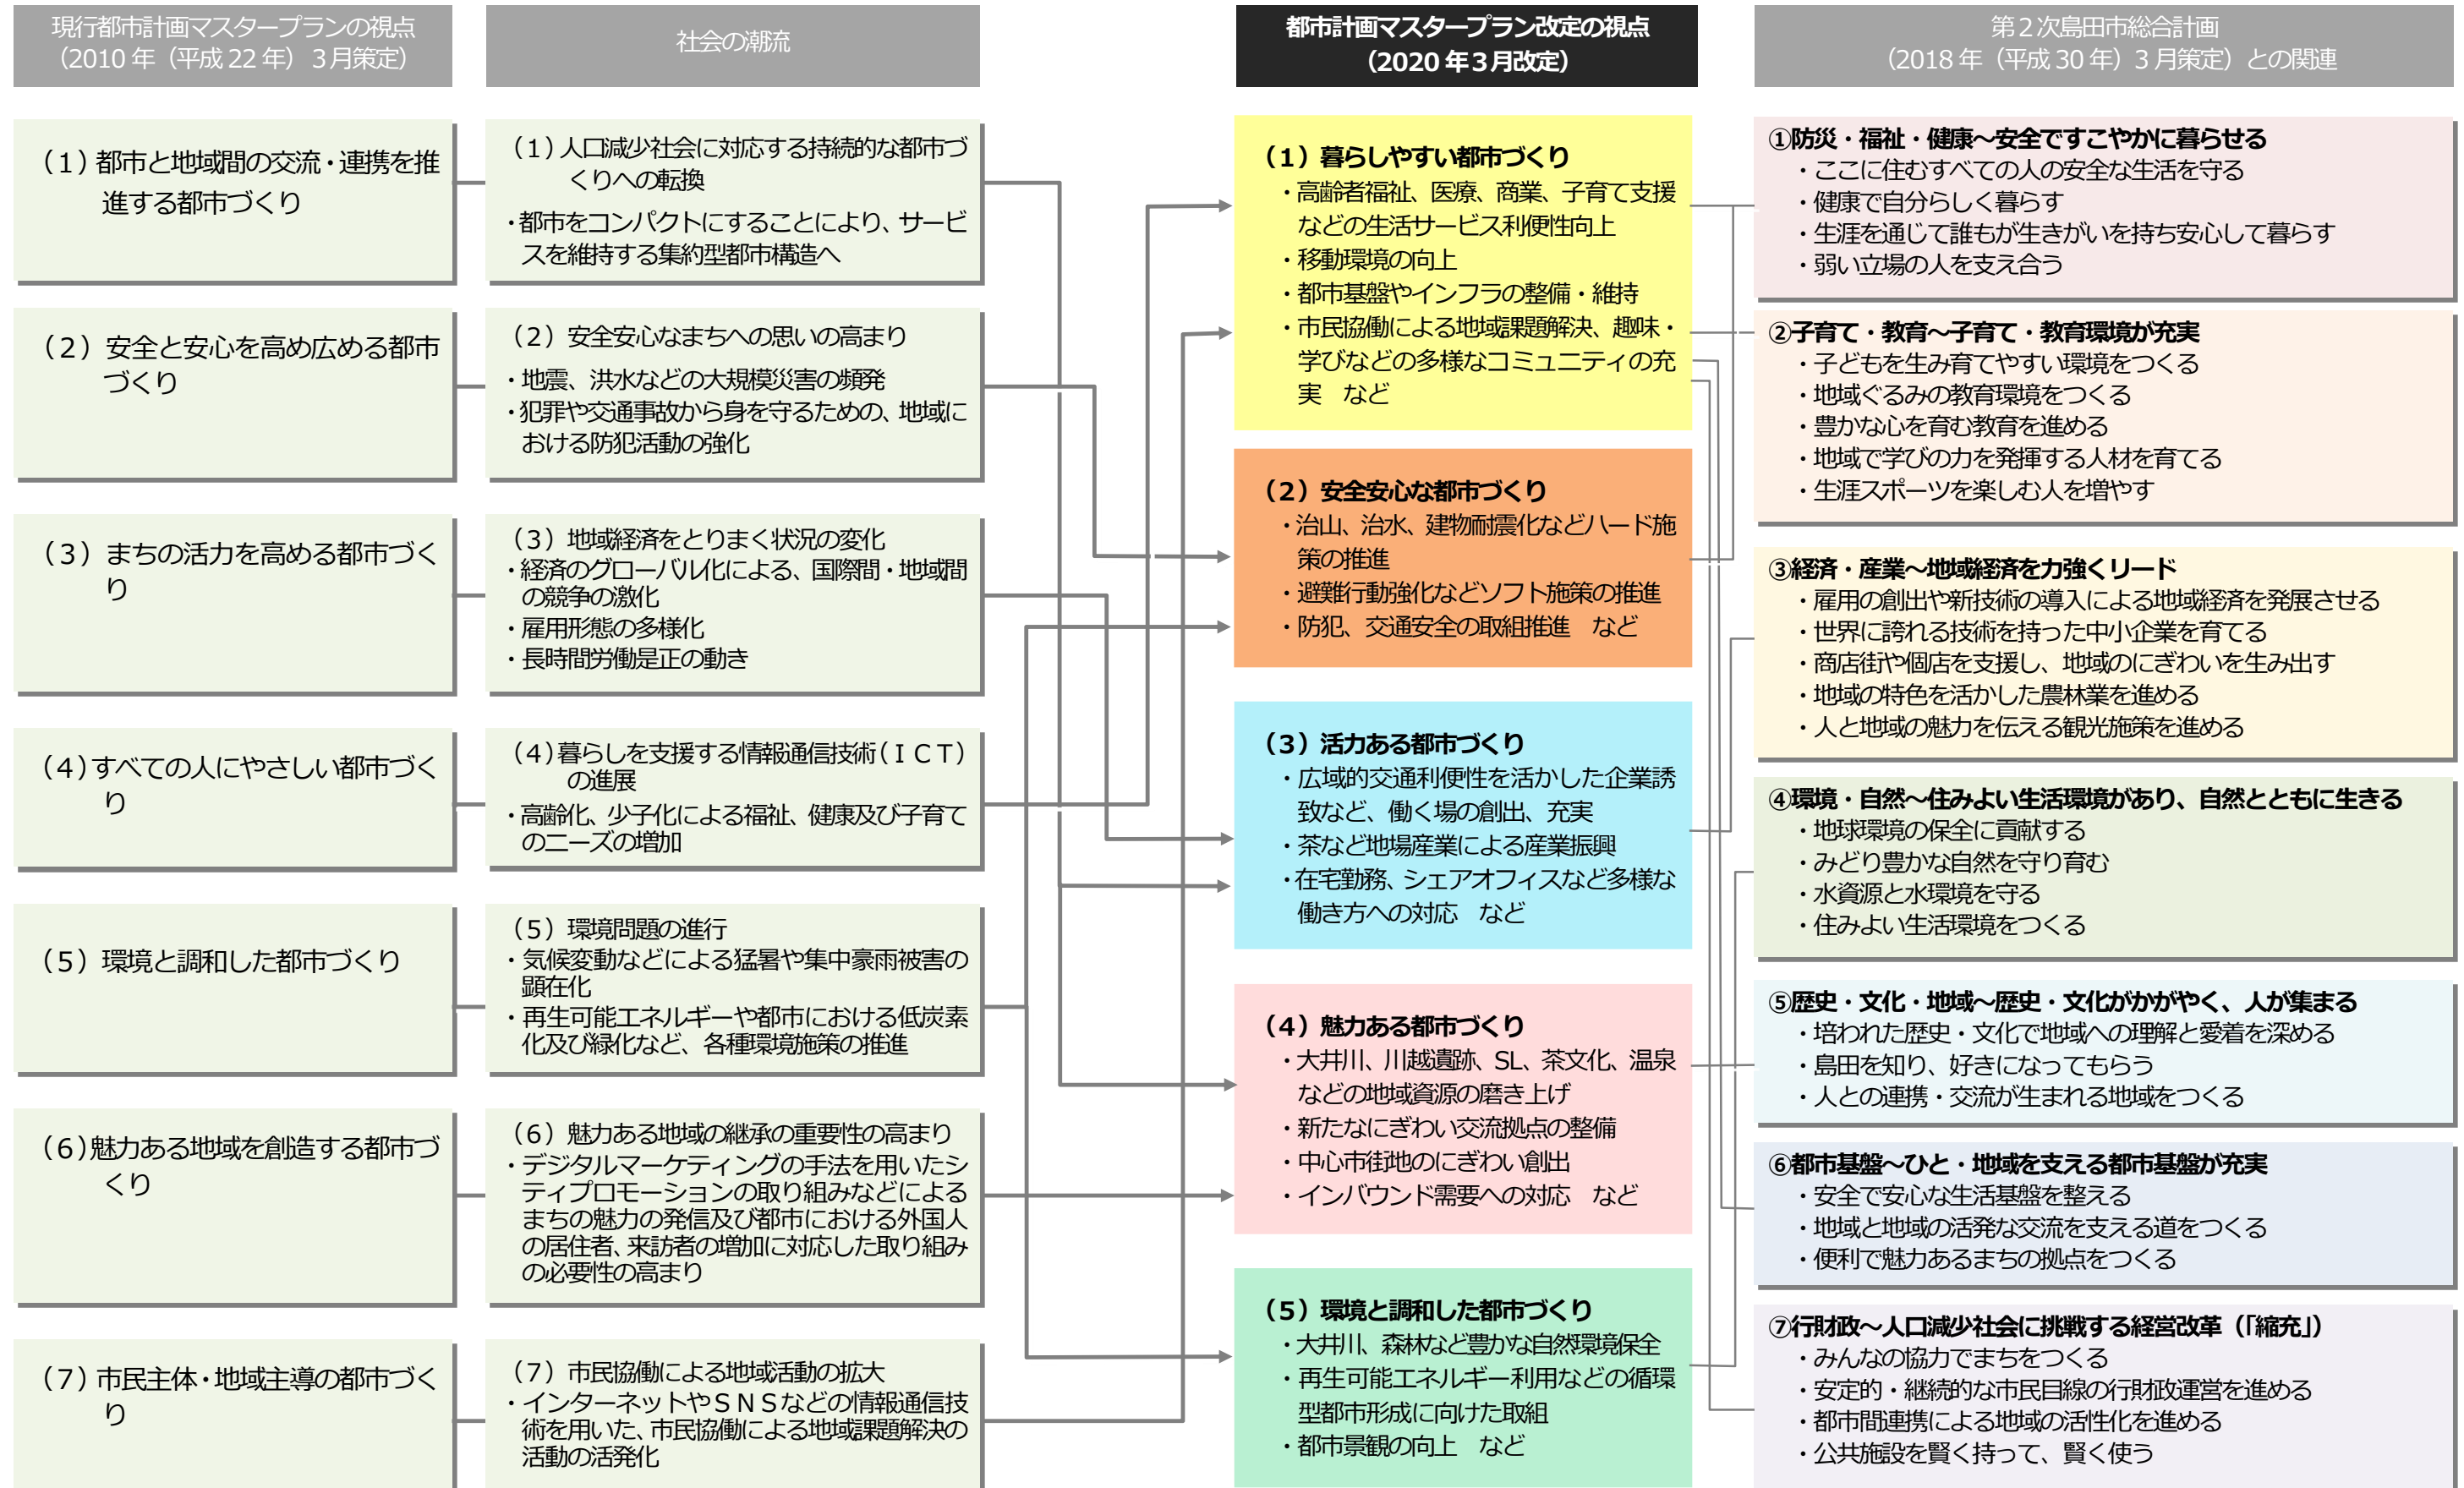 現行都市計画マスタープランの視点
（2010 年（平成 22 年）３月策定）
社会の潮流
都市計画マスタープラン改定の視点
（2020 年３月改定）
第２次島田市総合計画
（2018 年（平成 30 年）３月策定）との関連
（１）都市と地域間の交流・連携を推
進する都市づくり
（２）安全と安心を高め広める都市
づくり
（３）まちの活力を高める都市づく
り
（４）すべての人にやさしい都市づく
り
（５）環境と調和した都市づくり
（６）魅力ある地域を創造する都市づ
くり
（７）市民主体・地域主導の都市づく
り
（１）人口減少社会に対応する持続的な都市づ
くりへの転換
・都市をコンパクトにすることにより、サービ
スを維持する集約型都市構造へ
（２）安全安心なまちへの思いの高まり
・地震、洪水などの大規模災害の頻発
・犯罪や交通事故から身を守るための、地域に
おける防犯活動の強化
（３）地域経済をとりまく状況の変化
・経済のグローバル化による、国際間・地域間
の競争の激化
・雇用形態の多様化
・長時間労働是正の動き
（４）暮らしを支援する情報通信技術（ＩＣＴ）
の進展
・高齢化、少子化による福祉、健康及び子育て
のニーズの増加
（５）環境問題の進行
・気候変動などによる猛暑や集中豪雨被害の
顕在化
・再生可能エネルギーや都市における低炭素
化及び緑化など、各種環境施策の推進
（６）魅力ある地域の継承の重要性の高まり
・デジタルマーケティングの手法を用いたシ
ティプロモーションの取り組みなどによる
まちの魅力の発信及び都市における外国人
の居住者、来訪者の増加に対応した取り組み
の必要性の高まり
（７）市民協働による地域活動の拡大
・インターネットやＳＮＳなどの情報通信技
術を用いた、市民協働による地域課題解決の
活動の活発化
（１）暮らしやすい都市づくり
・高齢者福祉、医療、商業、子育て支援
などの生活サービス利便性向上
・移動環境の向上
・都市基盤やインフラの整備・維持
・市民協働による地域課題解決、趣味・
学びなどの多様なコミュニティの充
実　など
（２）安全安心な都市づくり
・治山、治水、建物耐震化などハード施
策の推進
・避難行動強化などソフト施策の推進
・防犯、交通安全の取組推進　など
（３）活力ある都市づくり
・広域的交通利便性を活かした企業誘
致など、働く場の創出、充実
・茶など地場産業による産業振興
・在宅勤務、シェアオフィスなど多様な
働き方への対応　など
（４）魅力ある都市づくり
・大井川、川越遺跡、SL、茶文化、温泉
などの地域資源の磨き上げ
・新たなにぎわい交流拠点の整備
・中心市街地のにぎわい創出
・インバウンド需要への対応　など
（５）環境と調和した都市づくり
・大井川、森林など豊かな自然環境保全
・再生可能エネルギー利用などの循環
型都市形成に向けた取組
・都市景観の向上　など
①防災・福祉・健康～安全ですこやかに暮らせる
・ここに住むすべての人の安全な生活を守る
・健康で自分らしく暮らす
・生涯を通じて誰もが生きがいを持ち安心して暮らす
・弱い立場の人を支え合う
②子育て・教育～子育て・教育環境が充実
・子どもを生み育てやすい環境をつくる
・地域ぐるみの教育環境をつくる
・豊かな心を育む教育を進める
・地域で学びの力を発揮する人材を育てる
・生涯スポーツを楽しむ人を増やす
③経済・産業～地域経済を力強くリード
・雇用の創出や新技術の導入による地域経済を発展させる
・世界に誇れる技術を持った中小企業を育てる
・商店街や個店を支援し、地域のにぎわいを生み出す
・地域の特色を活かした農林業を進める
・人と地域の魅力を伝える観光施策を進める
④環境・自然～住みよい生活環境があり、自然とともに生きる
・地球環境の保全に貢献する
・みどり豊かな自然を守り育む
・水資源と水環境を守る
・住みよい生活環境をつくる
⑤歴史・文化・地域～歴史・文化がかがやく、人が集まる
・培われた歴史・文化で地域への理解と愛着を深める
・島田を知り、好きになってもらう
・人との連携・交流が生まれる地域をつくる
⑥都市基盤～ひと・地域を支える都市基盤が充実
・安全で安心な生活基盤を整える
・地域と地域の活発な交流を支える道をつくる
・便利で魅力あるまちの拠点をつくる
⑦行財政～人口減少社会に挑戦する経営改革（「縮充」）
・みんなの協力でまちをつくる
・安定的・継続的な市民目線の行財政運営を進める
・都市間連携による地域の活性化を進める
・公共施設を賢く持って、賢く使う